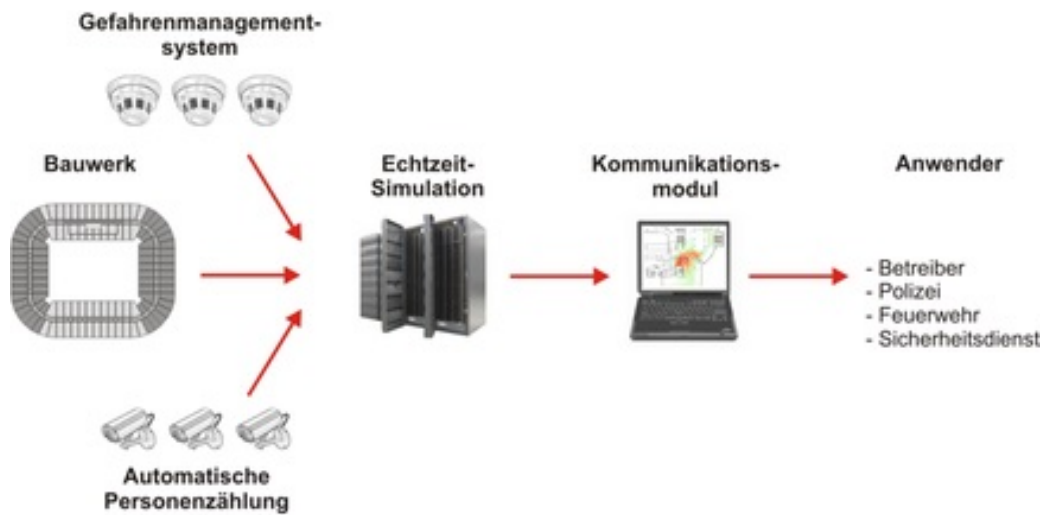 Gefahrenmanagement-
system
Bauwerk
Echtzeit-
Simulation
Kommunikations-
modul
Anwender
- Betreiber
- Polizei
- Feuerwehr
- Sicherheitsdienst
Automatische
Personenzählung